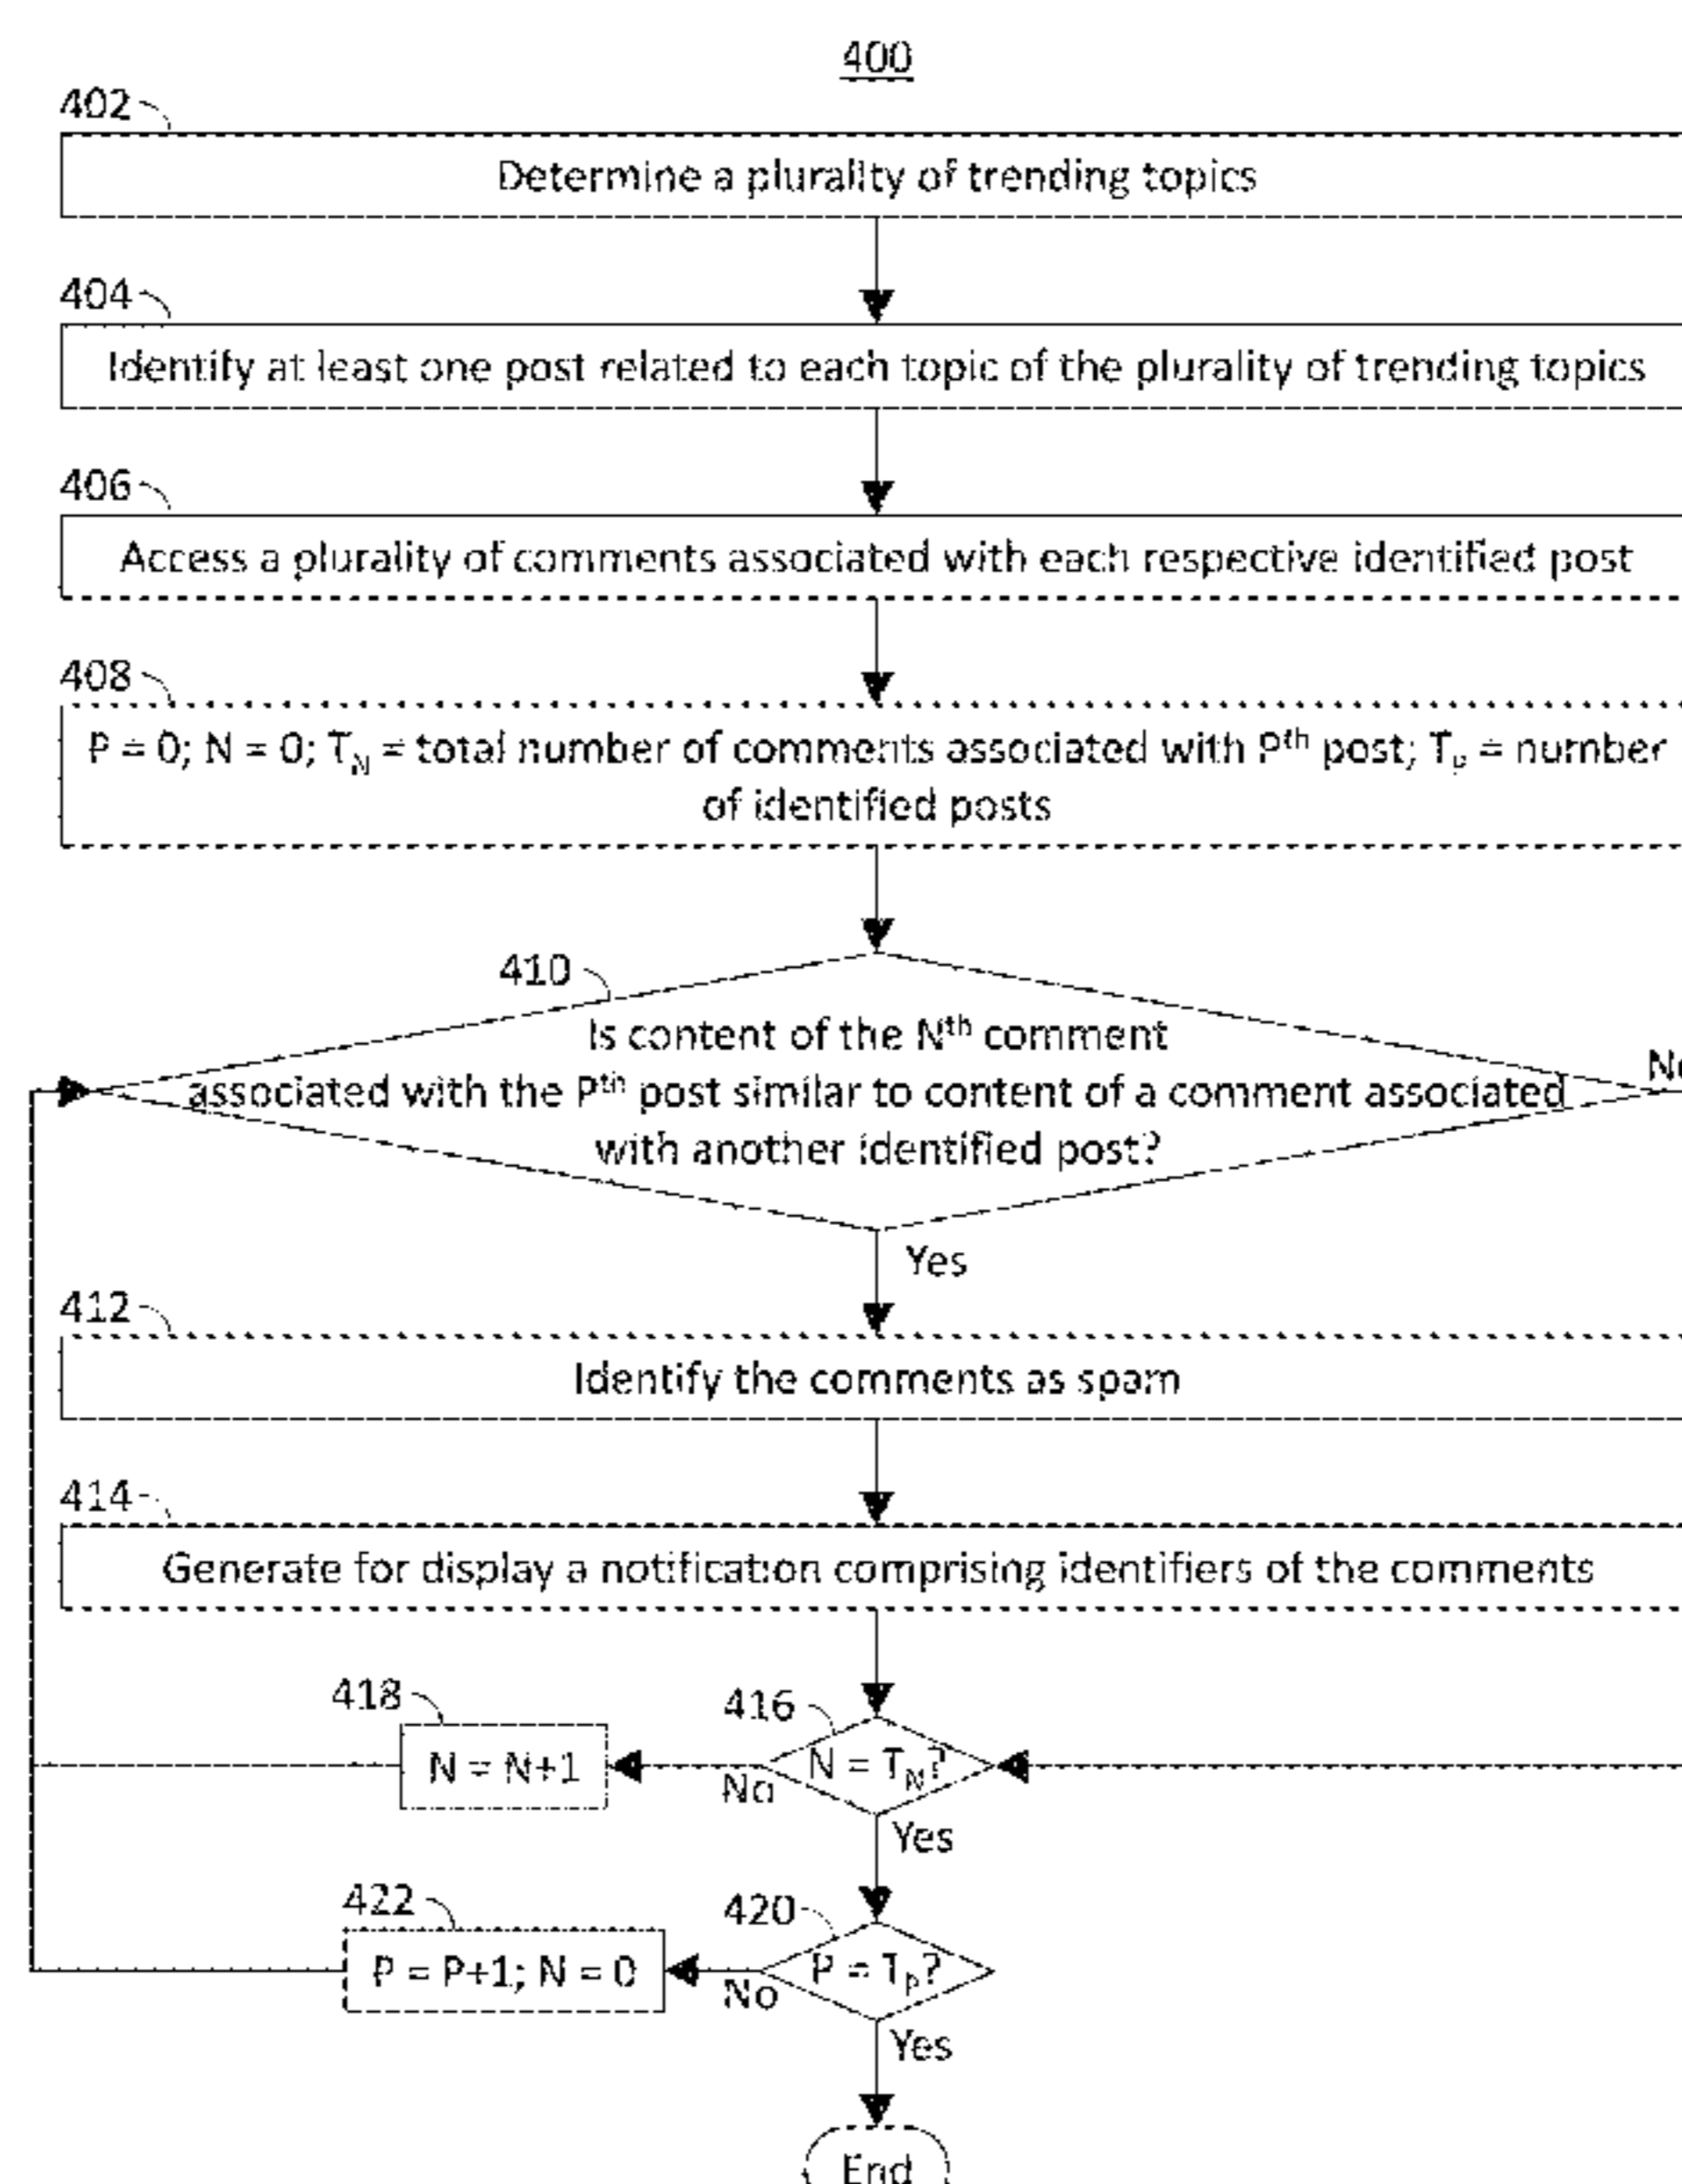 400
402
Determine a plurality of trending topics
404
Identify at least one post related to each topic of the plurality of trending topics
406
Access a plurality of comments associated with each respective identified post
408
P = 0; N = 0; T_N = total number of comments associated with P^th post; T_P = number
of identified posts
410
Is content of the N^th comment
associated with the P^th post similar to content of a comment associated
with another identified post?
Yes
412
Identify the comments as spam
414
Generate for display a notification comprising identifiers of the comments
418
416
N = N+1
N = T_N?
No
Yes
422
420
P = P+1; N = 0
P = T_P?
No
Yes
End